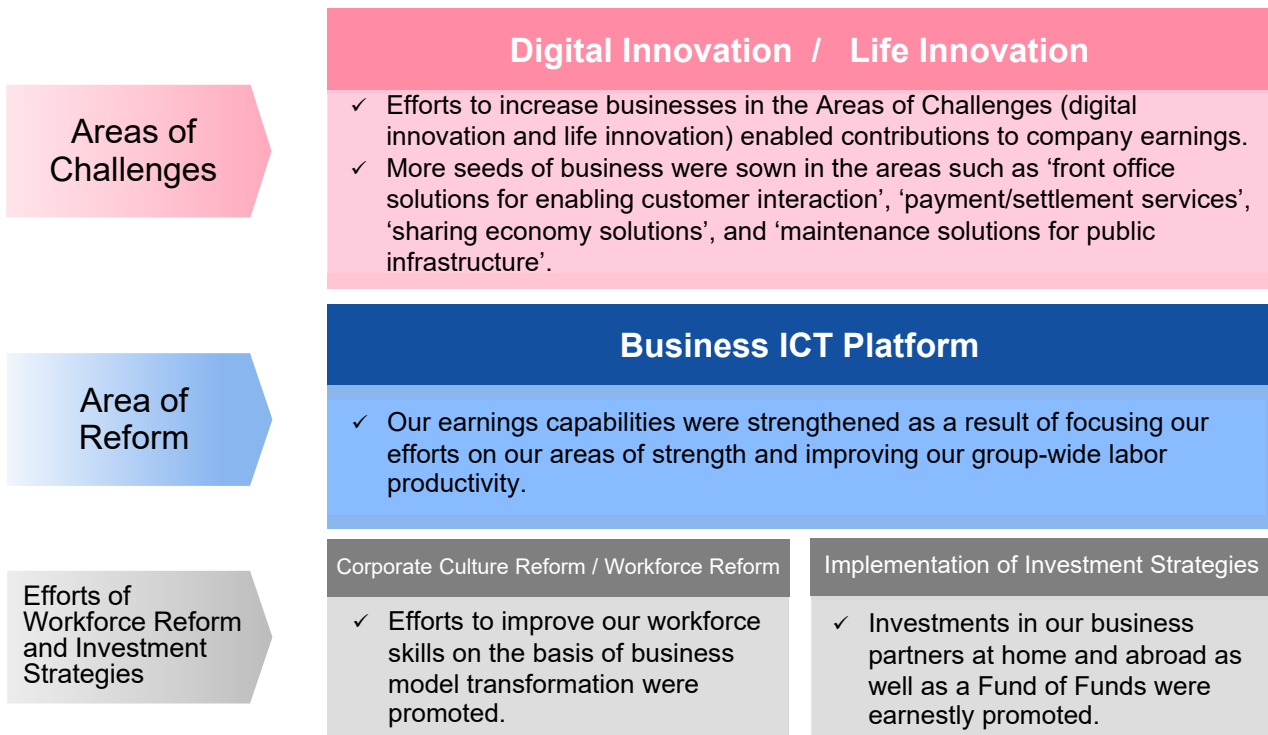 Digital Innovation / Life Innovation
Areas of
Challenges
✓ Efforts to increase businesses in the Areas of Challenges (digital
innovation and life innovation) enabled contributions to company earnings.
✓ More seeds of business were sown in the areas such as ‘front office
solutions for enabling customer interaction’, ‘payment/settlement services’,
‘sharing economy solutions’, and ‘maintenance solutions for public
infrastructure’.
Business ICT Platform
Area of
Reform
✓ Our earnings capabilities were strengthened as a result of focusing our
efforts on our areas of strength and improving our group-wide labor
productivity.
Efforts of
Workforce Reform
and Investment
Strategies
Corporate Culture Reform / Workforce Reform
✓ Efforts to improve our workforce
skills on the basis of business
model transformation were
promoted.
Implementation of Investment Strategies
✓ Investments in our business
partners at home and abroad as
well as a Fund of Funds were
earnestly promoted.